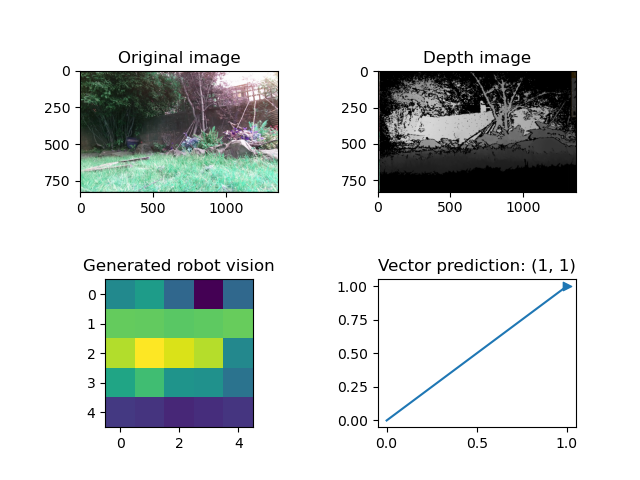 Original image
0
250
500
750
0 500 1000
Depth image
0
250
500
750
0 500 1000
Generated robot vision
0
1
2
3
4
0 2 4
Vector prediction: (1, 1)
1.00
0.75
0.50
0.25
0.00
0.0 0.5 1.0